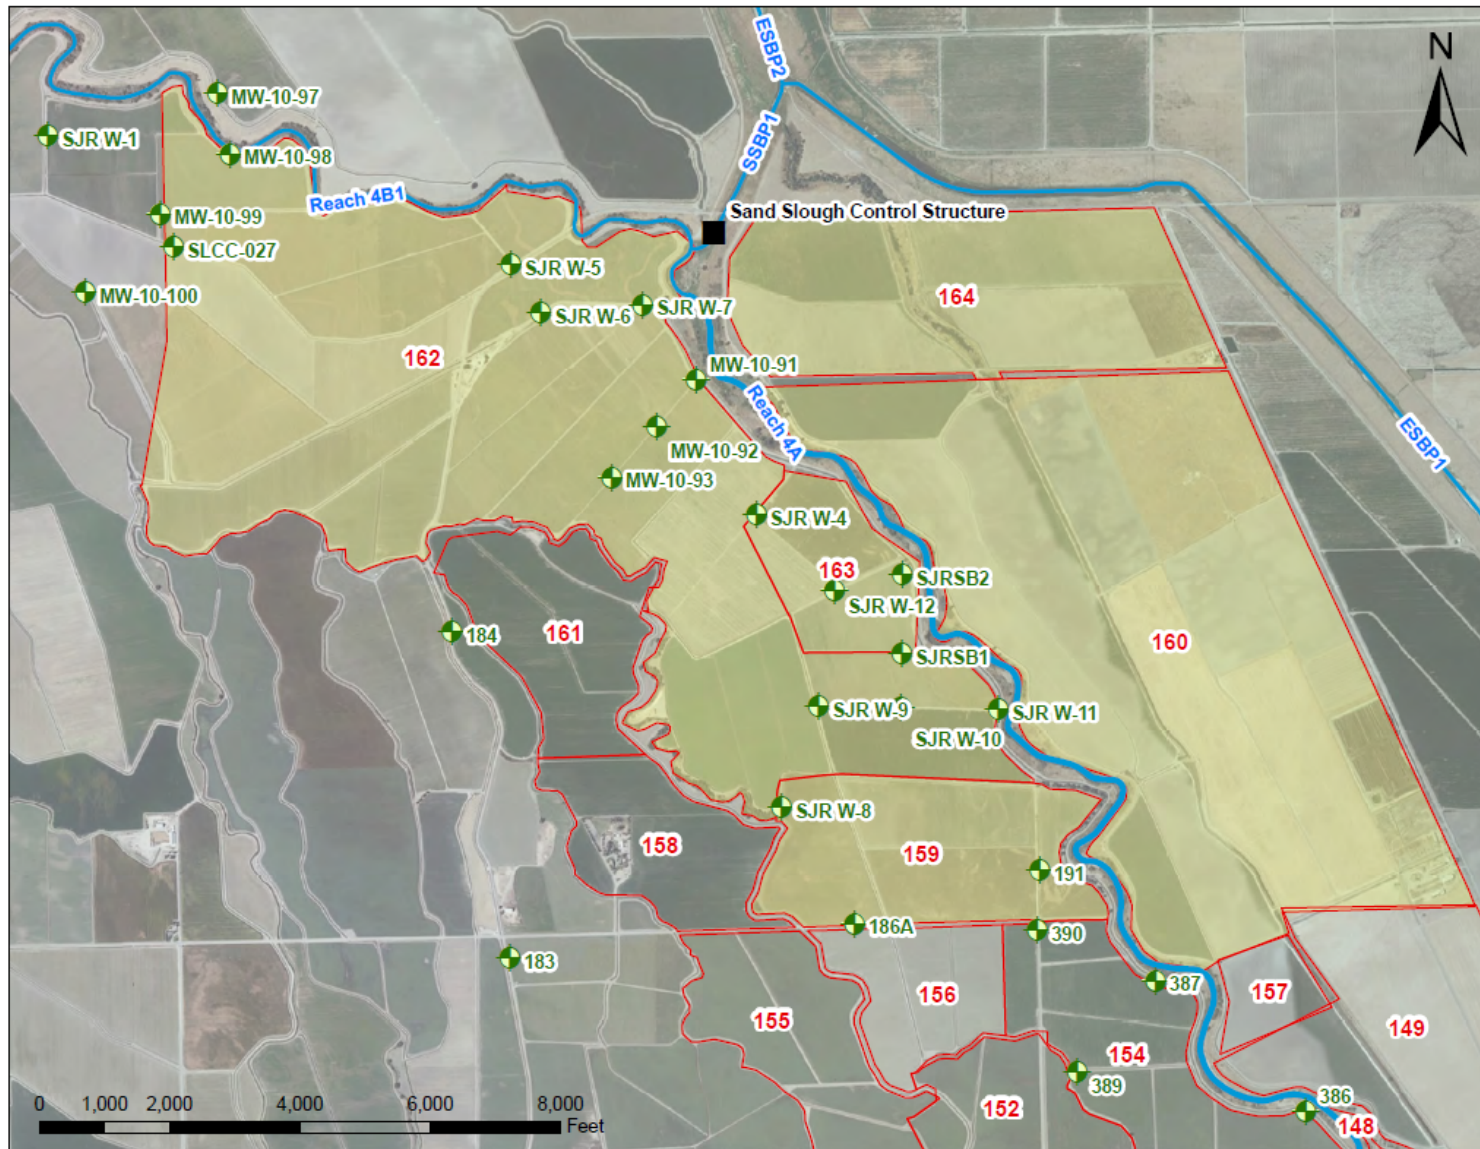 ESBP2
N
MW-10-97
SJR W-1
SSBP1
MW-10-98
Reach 4B1
MW-10-99
Sand Slough Control Structure
SLCC-027
SJR W-5
MW-10-100
164
SJR W-6
SJR W-7
162
MW-10-91
Reach 4A
ESBP1
MW-10-92
MW-10-93
SJR W-4
163
SJRSB2
SJR W-12
184
161
160
SJRSB1
SJR W-9
SJR W-11
SJR W-10
SJR W-8
158
159
191
186A
390
183
387
156
157
155
149
154
389
386
152
148
0 1,000 2,000 4,000 6,000 8,000
Feet